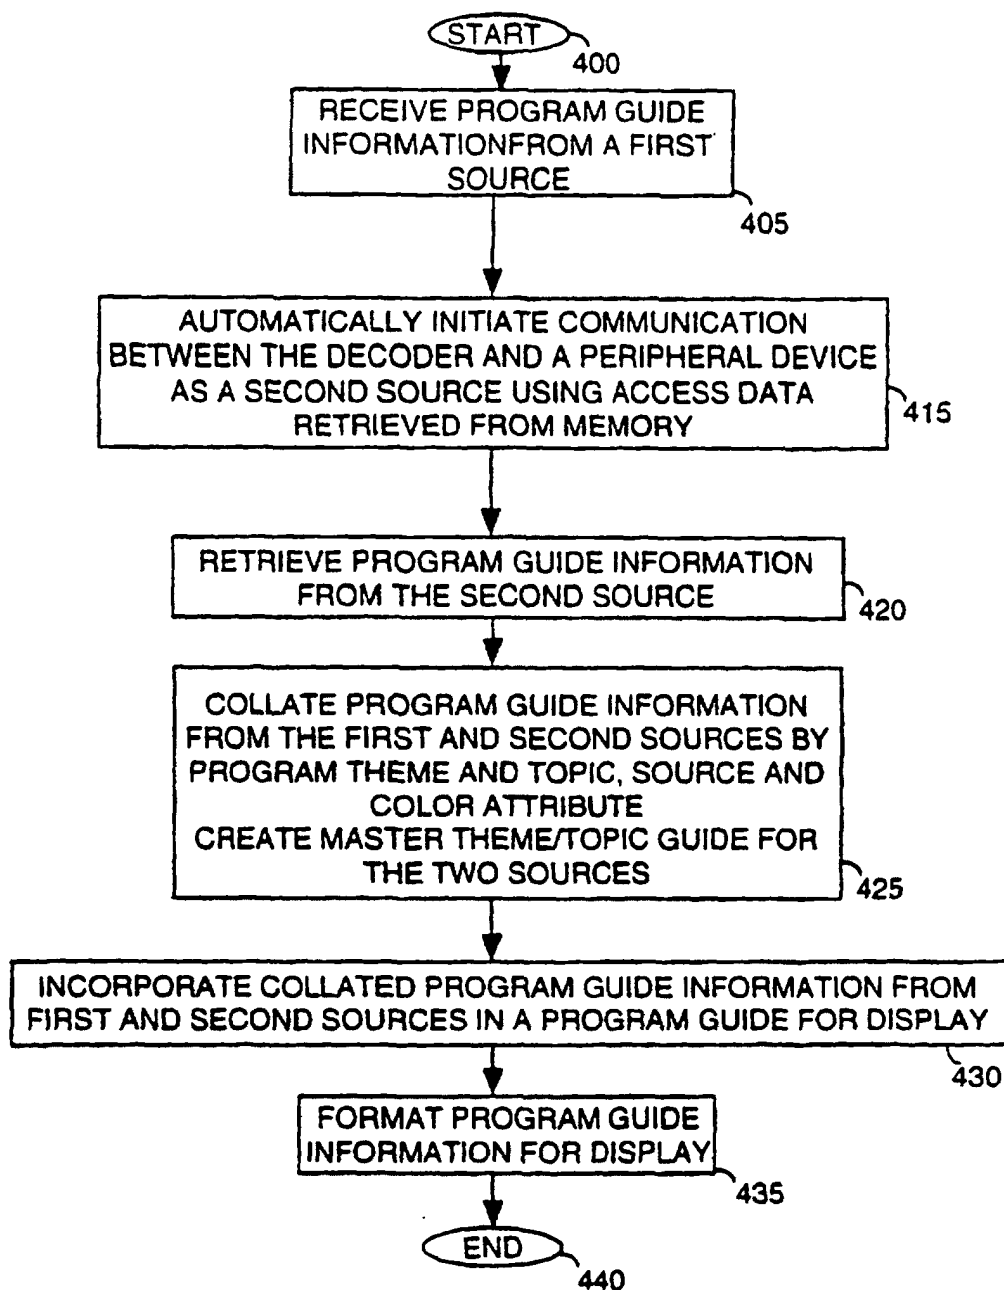 START
400
RECEIVE PROGRAM GUIDE
INFORMATIONFROM A FIRST
SOURCE
405
AUTOMATICALLY INITIATE COMMUNICATION
BETWEEN THE DECODER AND A PERIPHERAL DEVICE
AS A SECOND SOURCE USING ACCESS DATA
RETRIEVED FROM MEMORY
415
RETRIEVE PROGRAM GUIDE INFORMATION
FROM THE SECOND SOURCE
420
COLLATE PROGRAM GUIDE INFORMATION
FROM THE FIRST AND SECOND SOURCES BY
PROGRAM THEME AND TOPIC, SOURCE AND
COLOR ATTRIBUTE
CREATE MASTER THEME/TOPIC GUIDE FOR
THE TWO SOURCES
425
INCORPORATE COLLATED PROGRAM GUIDE INFORMATION FROM
FIRST AND SECOND SOURCES IN A PROGRAM GUIDE FOR DISPLAY
430
FORMAT PROGRAM GUIDE
INFORMATION FOR DISPLAY
435
END
440